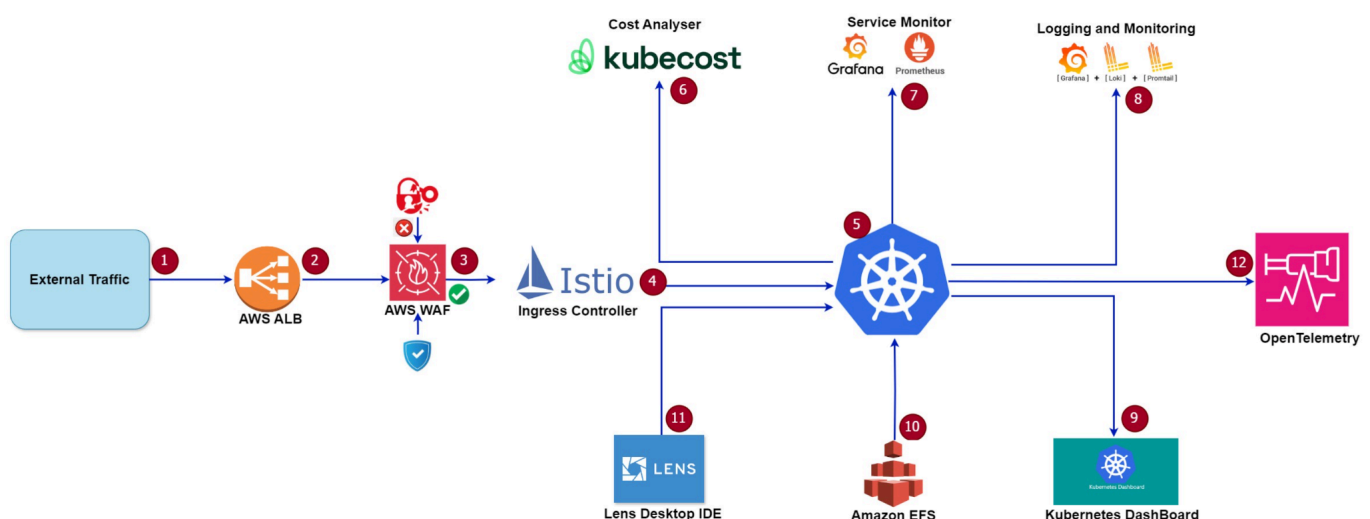 Cost Analyser
kubecost
6
Service Monitor
Grafana
Prometheus
7
Logging and Monitoring
[ Grafana ] + [ Loki ] + [ Promtail ]
8
External Traffic
1
AWS ALB
2
AWS WAF
3
Istio
Ingress Controller
4
5
12
OpenTelemetry
11
LENS
Lens Desktop IDE
10
Amazon EFS
9
Kubernetes Dashboard
Kubernetes DashBoard